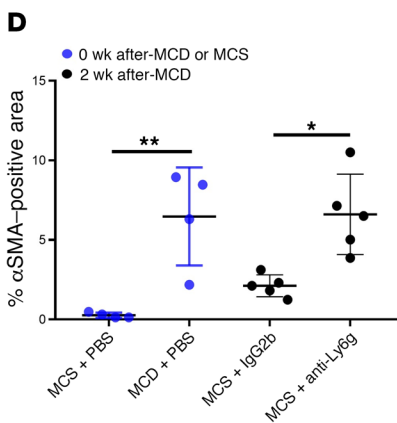 D
0 wk after-MCD or MCS
2 wk after-MCD
% αSMA–positive area
15
10
5
0
**
*
MCS + PBS
MCD + PBS
MCS + IgG2b
MCS + anti-Ly6g